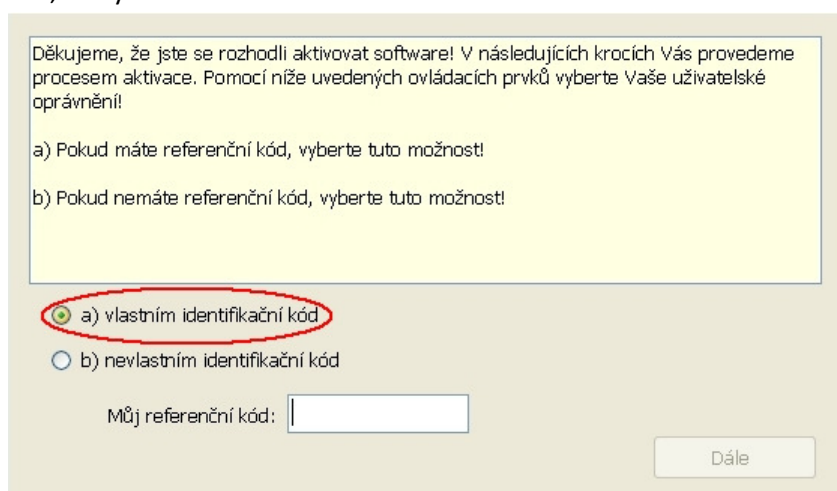 Děkujeme, že jste se rozhodli aktivovat software! V následujících krocích Vás provedeme
procesem aktivace. Pomocí níže uvedených ovládacích prvků vyberte Vaše uživatelské
oprávnění!
a) Pokud máte referenční kód, vyberte tuto možnost!
b) Pokud nemáte referenční kód, vyberte tuto možnost!
a) vlastním identifikační kód
b) nevlastním identifikační kód
Můj referenční kód:
Dále